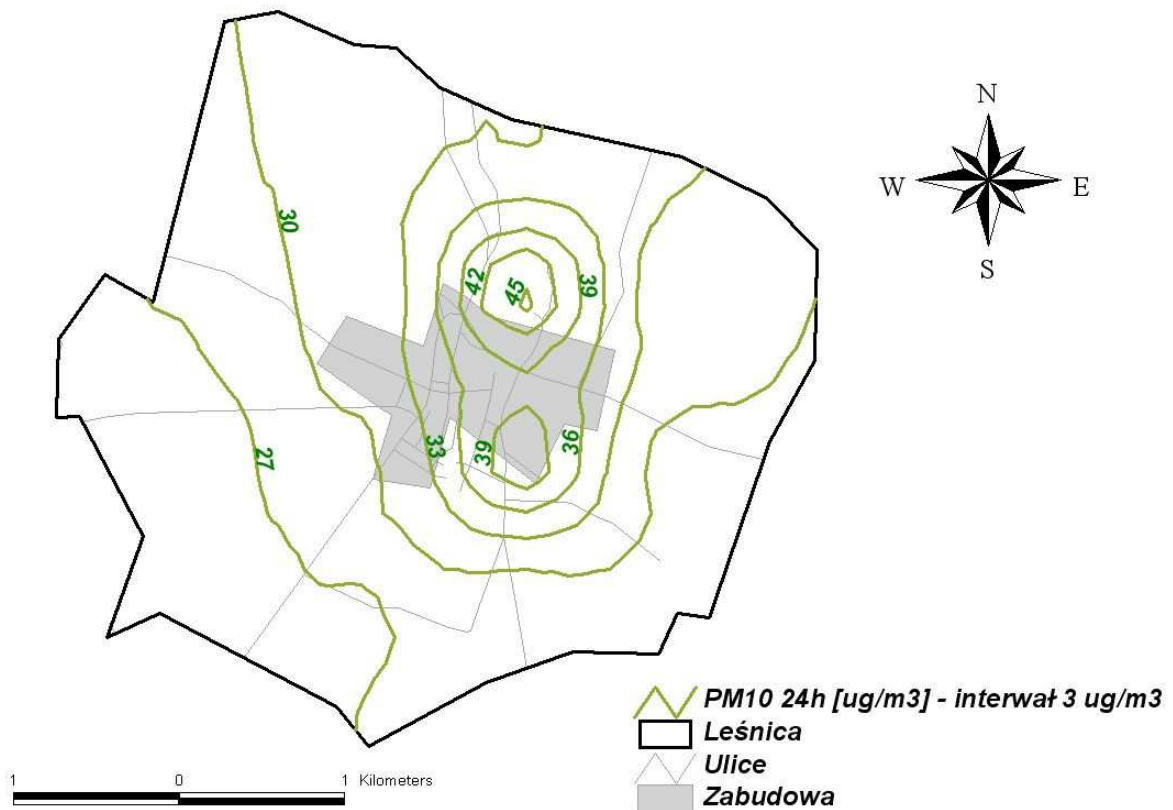 N
W E
S
30
42
45
39
33
39
36
27
PM10 24h [ug/m3] - interwał 3 ug/m3
Leśnica
Ulice
Zabudowa
1 0 1 Kilometers